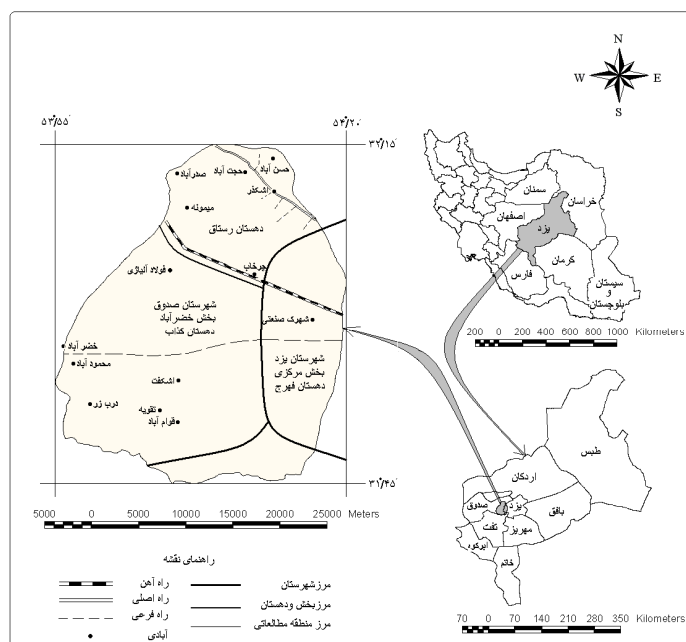 N
W E
S
۵۳°۵۵'
۵۴°۲۰'
۳۲°۱۵'
۳۱°۴۵'
حسن آباد
حجت آباد
صدرآباد
اشکذر
میمونه
دهستان رستاق
چرخاب
فولاد آلیاژی
شهرستان صدوق
بخش خضرآباد
دهستان کذاب
شهرک صنعتی
خضر آباد
محمود آباد
شهرستان یزد
بخش مرکزی
دهستان فهرج
اشکفت
درب زر
تقویه
قوام آباد
5000 0 5000 10000 15000 20000 25000 Meters
راهنمای نقشه
راه آهن
راه اصلی
راه فرعی
آبادی
مرزشهرستان
مرزبخش ودهستان
مرز منطقه مطالعاتی
سمنان
خراسان
اصفهان
یزد
کرمان
فارس
سیستان
و
بلوچستان
200 0 200 400 600 800 1000 Kilometers
طبس
اردکان
صدوق
یزد
بافق
تفت
مهریز
ابرکوه
خاتم
70 0 70 140 210 280 350 Kilometers